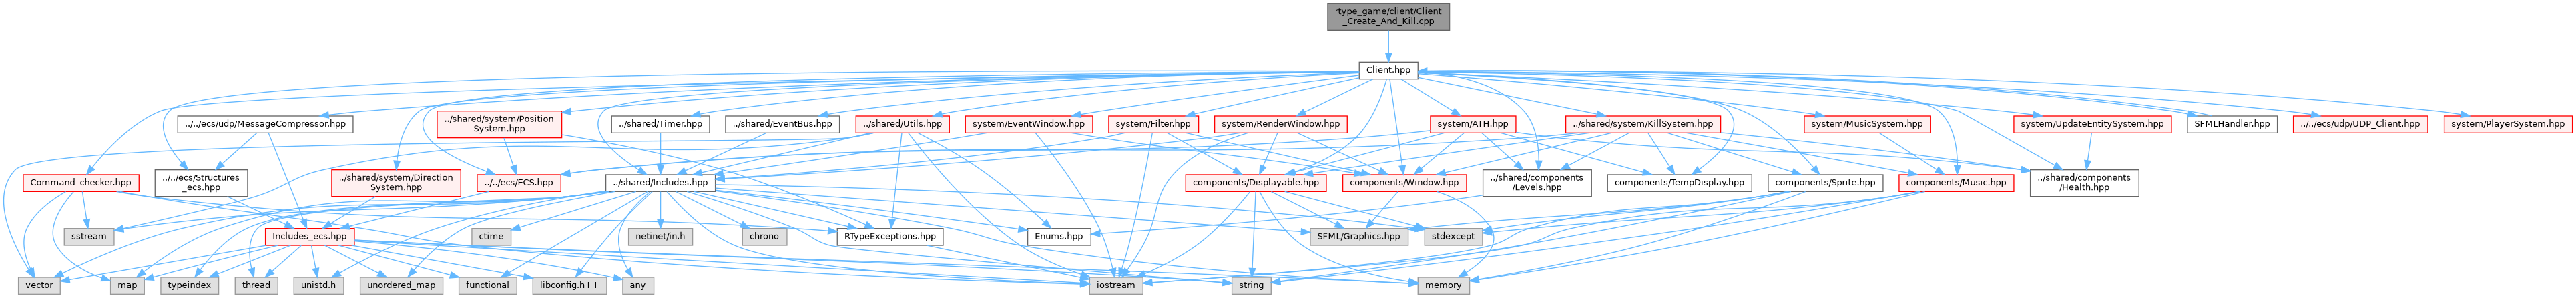 rtype_game/client/Client
_Create_And_Kill.cpp
Client.hpp
../../ecs/udp/MessageCompressor.hpp
../shared/system/Position
System.hpp
../shared/Timer.hpp
../shared/EventBus.hpp
../shared/Utils.hpp
system/EventWindow.hpp
system/Filter.hpp
system/RenderWindow.hpp
system/ATH.hpp
../shared/system/KillSystem.hpp
system/MusicSystem.hpp
system/UpdateEntitySystem.hpp
SFMLHandler.hpp
../../ecs/udp/UDP_Client.hpp
system/PlayerSystem.hpp
Command_checker.hpp
../../ecs/Structures
_ecs.hpp
../shared/system/Direction
System.hpp
../../ecs/ECS.hpp
../shared/Includes.hpp
components/Displayable.hpp
components/Window.hpp
../shared/components
/Levels.hpp
components/TempDisplay.hpp
components/Sprite.hpp
components/Music.hpp
../shared/components
/Health.hpp
sstream
Includes_ecs.hpp
ctime
netinet/in.h
chrono
RTypeExceptions.hpp
Enums.hpp
SFML/Graphics.hpp
stdexcept
vector
map
typeindex
thread
unistd.h
unordered_map
functional
libconfig.h++
any
iostream
string
memory